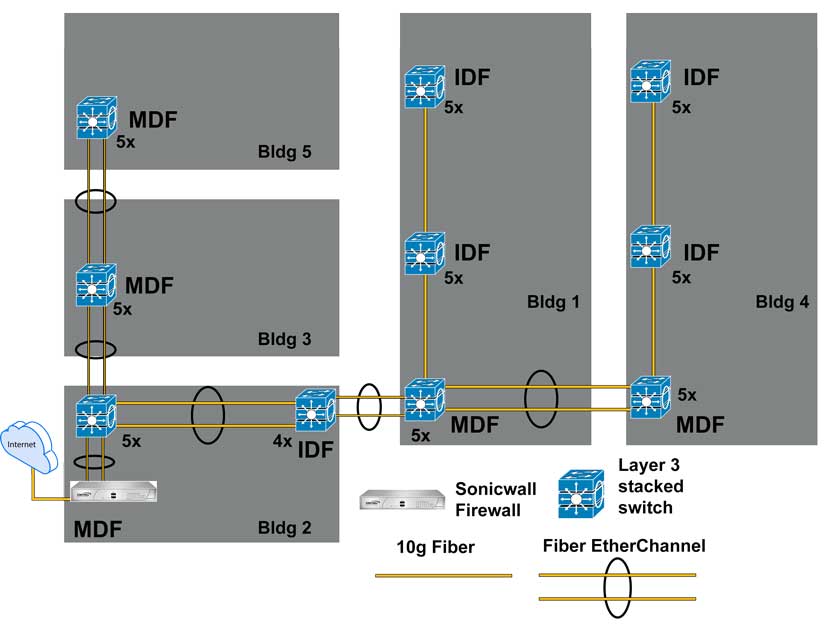 MDF
5x
Bldg 5
MDF
5x
Bldg 3
Internet
5x
4x
IDF
MDF
Bldg 2
IDF
5x
IDF
5x
Bldg 1
MDF
5x
IDF
5x
IDF
5x
Bldg 4
5x
MDF
Sonicwall
Firewall
Layer 3
stacked
switch
10g Fiber
Fiber EtherChannel